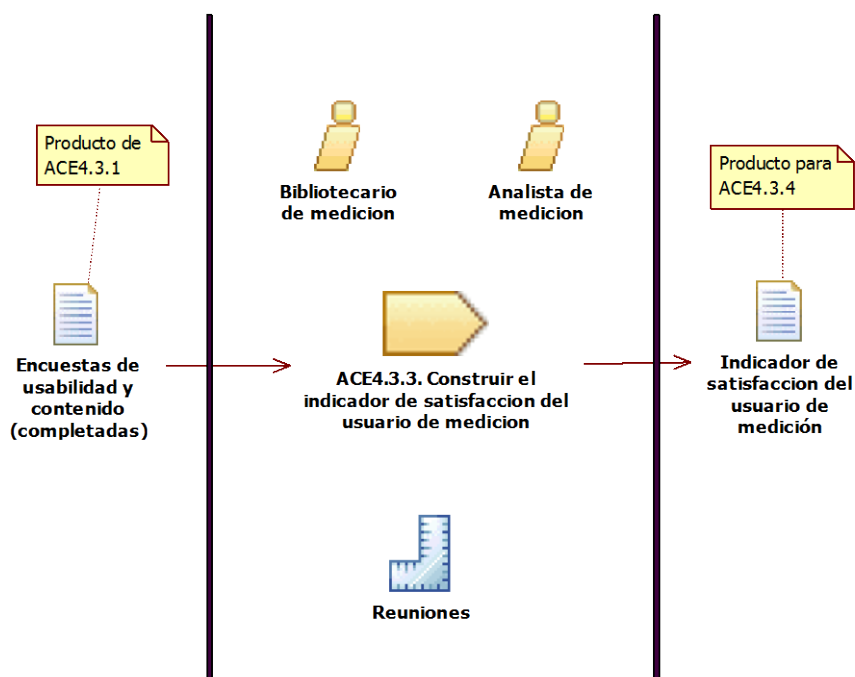 Producto de
ACE4.3.1
Encuestas de
usabilidad y
contenido
(completadas)
Bibliotecario
de medicion
Analista de
medicion
ACE4.3.3. Construir el
indicador de satisfaccion del
usuario de medicion
Reuniones
Producto para
ACE4.3.4
Indicador de
satisfaccion del
usuario de
medición